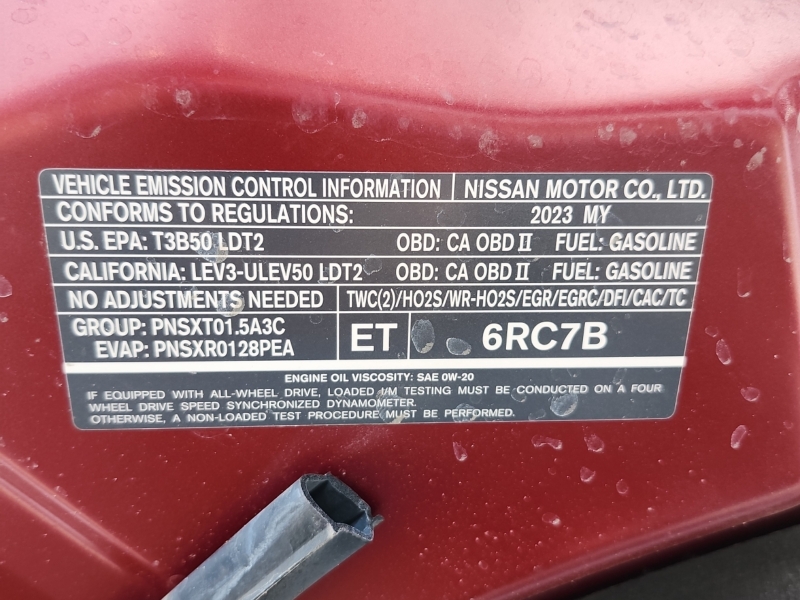 VEHICLE EMISSION CONTROL INFORMATION NISSAN MOTOR CO., LTD.
CONFORMS TO REGULATIONS: 2023 MY
U.S. EPA: T3B50 LDT2 OBD: CA OBD II FUEL: GASOLINE
CALIFORNIA: LEV3-ULEV50 LDT2 OBD: CA OBD II FUEL: GASOLINE
NO ADJUSTMENTS NEEDED TWC(2)/HO2S/WR-HO2S/EGR/EGRC/DFI/CAC/TC
GROUP: PNSXT01.5A3C
EVAP: PNSXR0128PEA
ET 6RC7B
ENGINE OIL VISCOSITY: SAE 0W-20
IF EQUIPPED WITH ALL-WHEEL DRIVE, LOADED I/M TESTING MUST BE CONDUCTED ON A FOUR
WHEEL DRIVE SPEED SYNCHRONIZED DYNAMOMETER.
OTHERWISE, A NON-LOADED TEST PROCEDURE MUST BE PERFORMED.